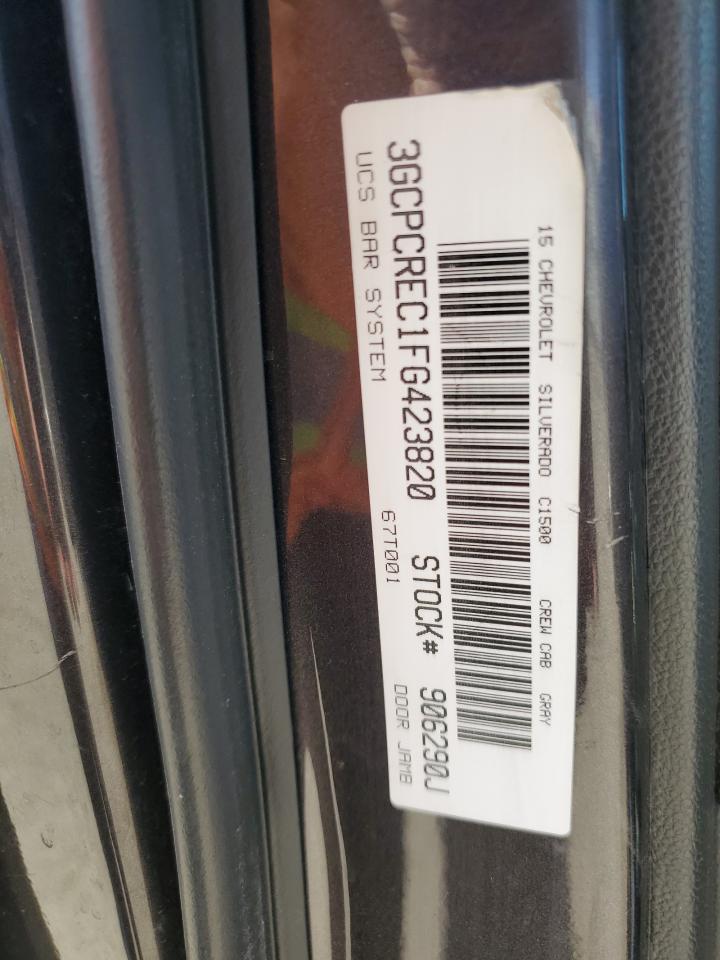 15 CHEVROLET SILVERADO C1500 CREW CAB GRAY
3GCPCREC1FG423820 STOCK# 906290J
UCS BAR SYSTEM 67T001 DOOR JAMB